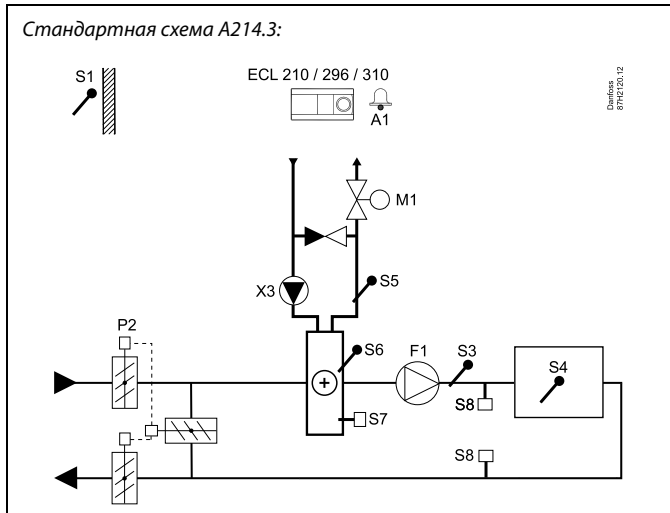 Стандартная схема A214.3:
S1
ECL 210 / 296 / 310
A1
Danfoss
87H2120.12
M1
X3
S5
P2
S6
F1
S3
S4
S8
S7
S8